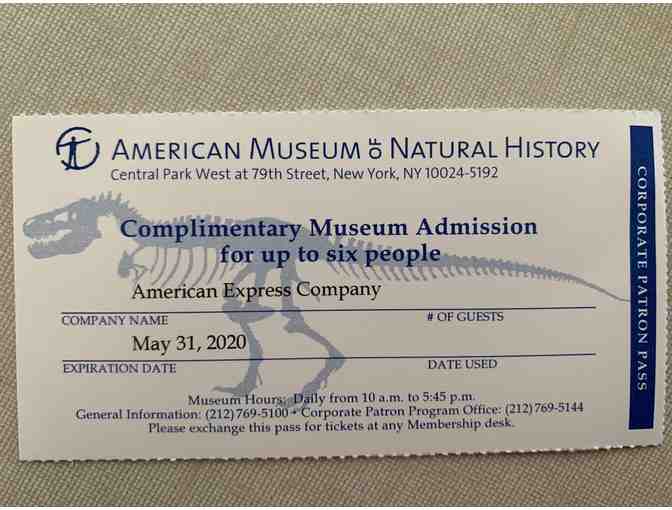 AMERICAN MUSEUM OF NATURAL HISTORY
Central Park West at 79th Street, New York, NY 10024-5192
Complimentary Museum Admission
for up to six people
American Express Company
COMPANY NAME
# OF GUESTS
May 31, 2020
EXPIRATION DATE
DATE USED
Museum Hours: Daily from 10 a.m. to 5:45 p.m.
General Information: (212) 769-5100 • Corporate Patron Program Office: (212) 769-5144
Please exchange this pass for tickets at any Membership desk.
CORPORATE PATRON PASS